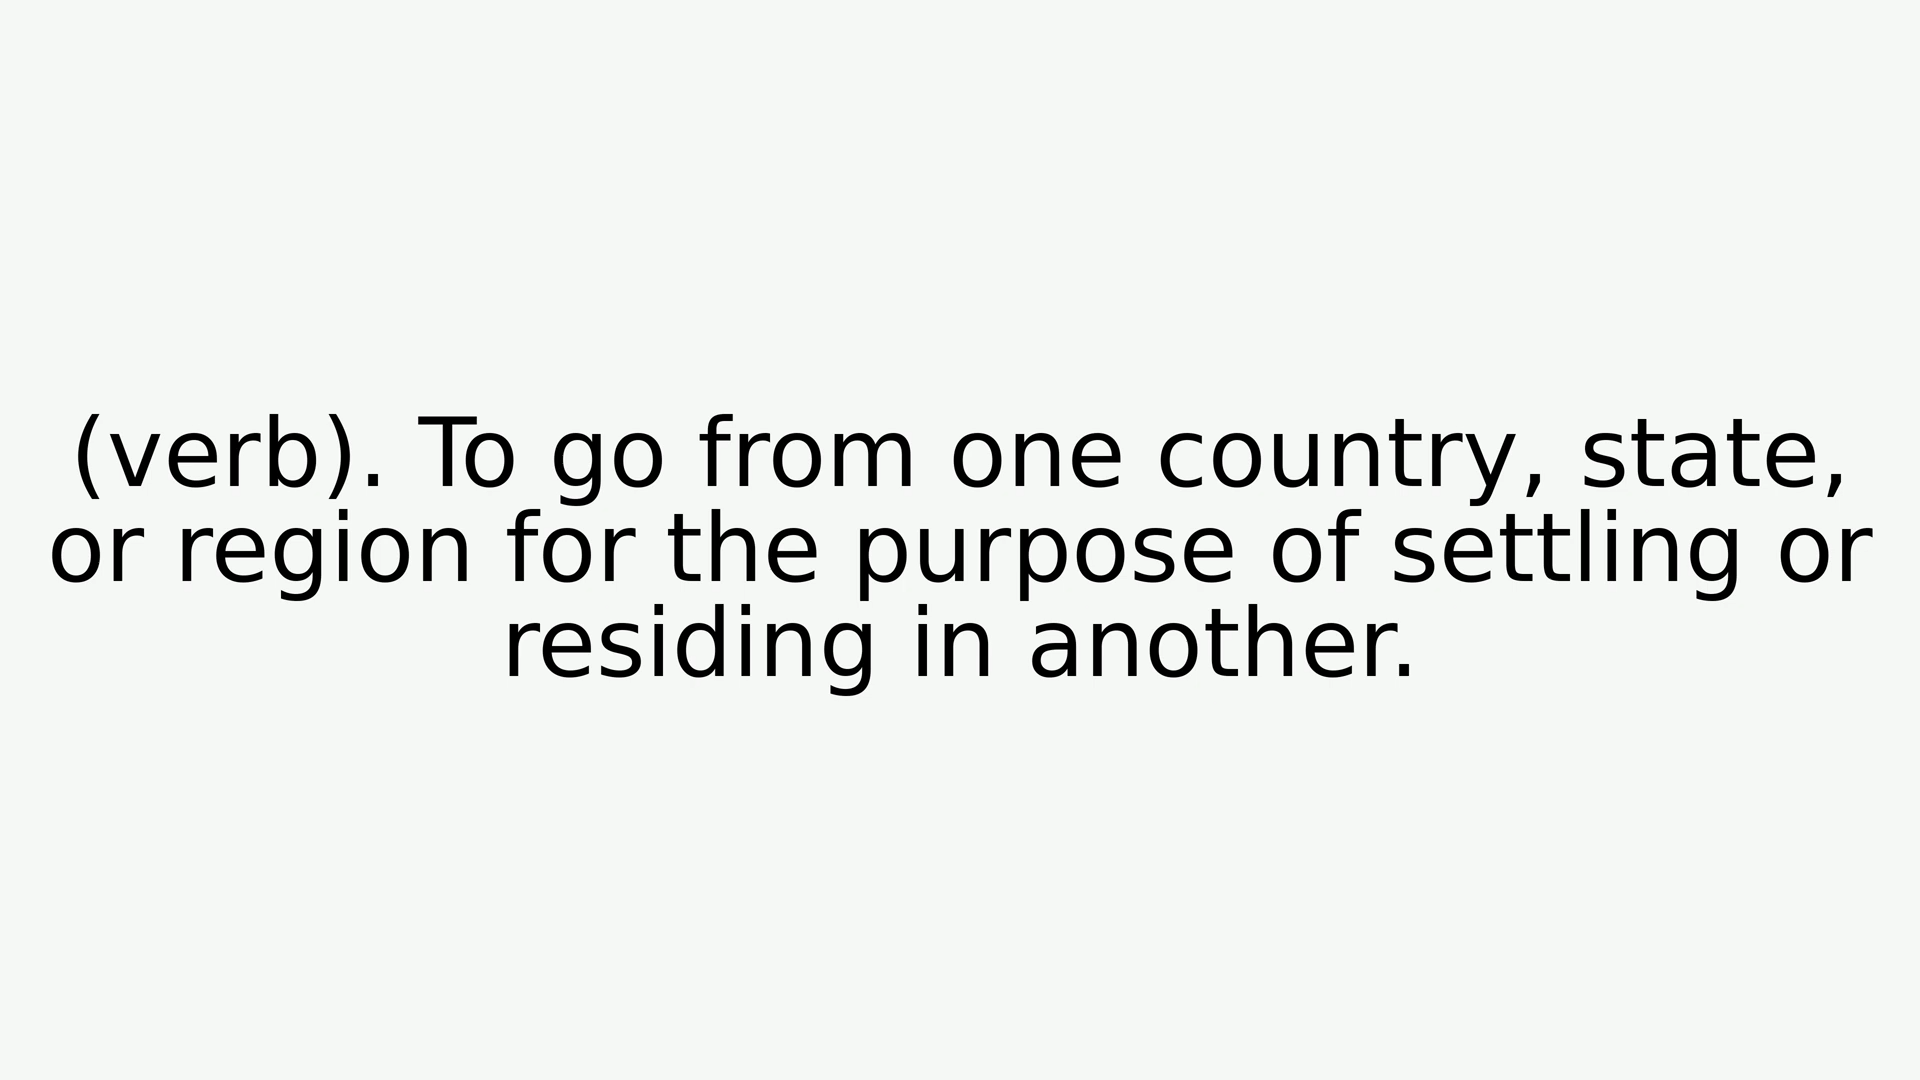 (verb). To go from one country, state,
or region for the purpose of settling or
residing in another.